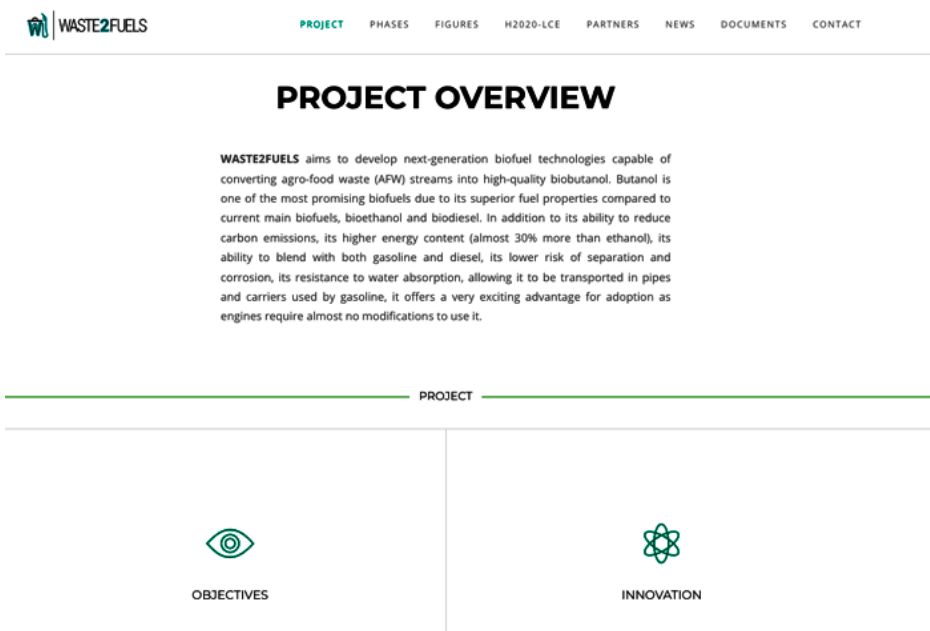 WASTE2FUELS
PROJECT PHASES FIGURES H2020-LCE PARTNERS NEWS DOCUMENTS CONTACT
PROJECT OVERVIEW
WASTE2FUELS aims to develop next-generation biofuel technologies capable of
converting agro-food waste (AFW) streams into high-quality biobutanol. Butanol is
one of the most promising biofuels due to its superior fuel properties compared to
current main biofuels, bioethanol and biodiesel. In addition to its ability to reduce
carbon emissions, its higher energy content (almost 30% more than ethanol), its
ability to blend with both gasoline and diesel, its lower risk of separation and
corrosion, its resistance to water absorption, allowing it to be transported in pipes
and carriers used by gasoline, it offers a very exciting advantage for adoption as
engines require almost no modifications to use it.
PROJECT
OBJECTIVES
INNOVATION